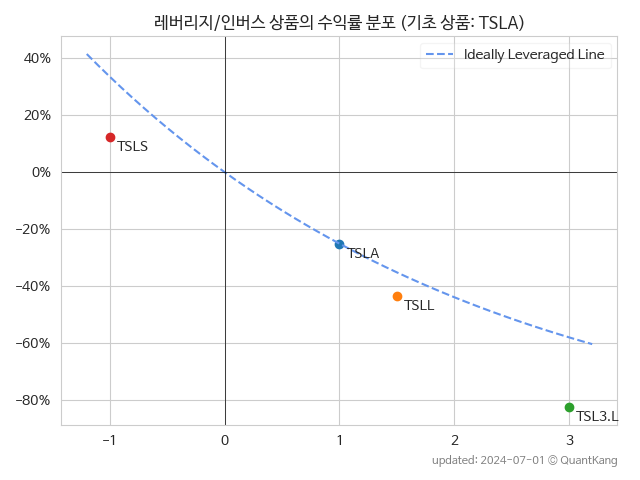 레버리지/인버스 상품의 수익률 분포 (기초 상품: TSLA)
Ideally Leveraged Line
40%
20%
0%
−20%
−40%
−60%
−80%
TSLS
TSLA
TSLL
TSL3.L
−1 0 1 2 3
updated: 2024-07-01 © QuantKang